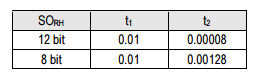 SORH t1 t2
12 bit 0.01 0.00008
8 bit 0.01 0.00128